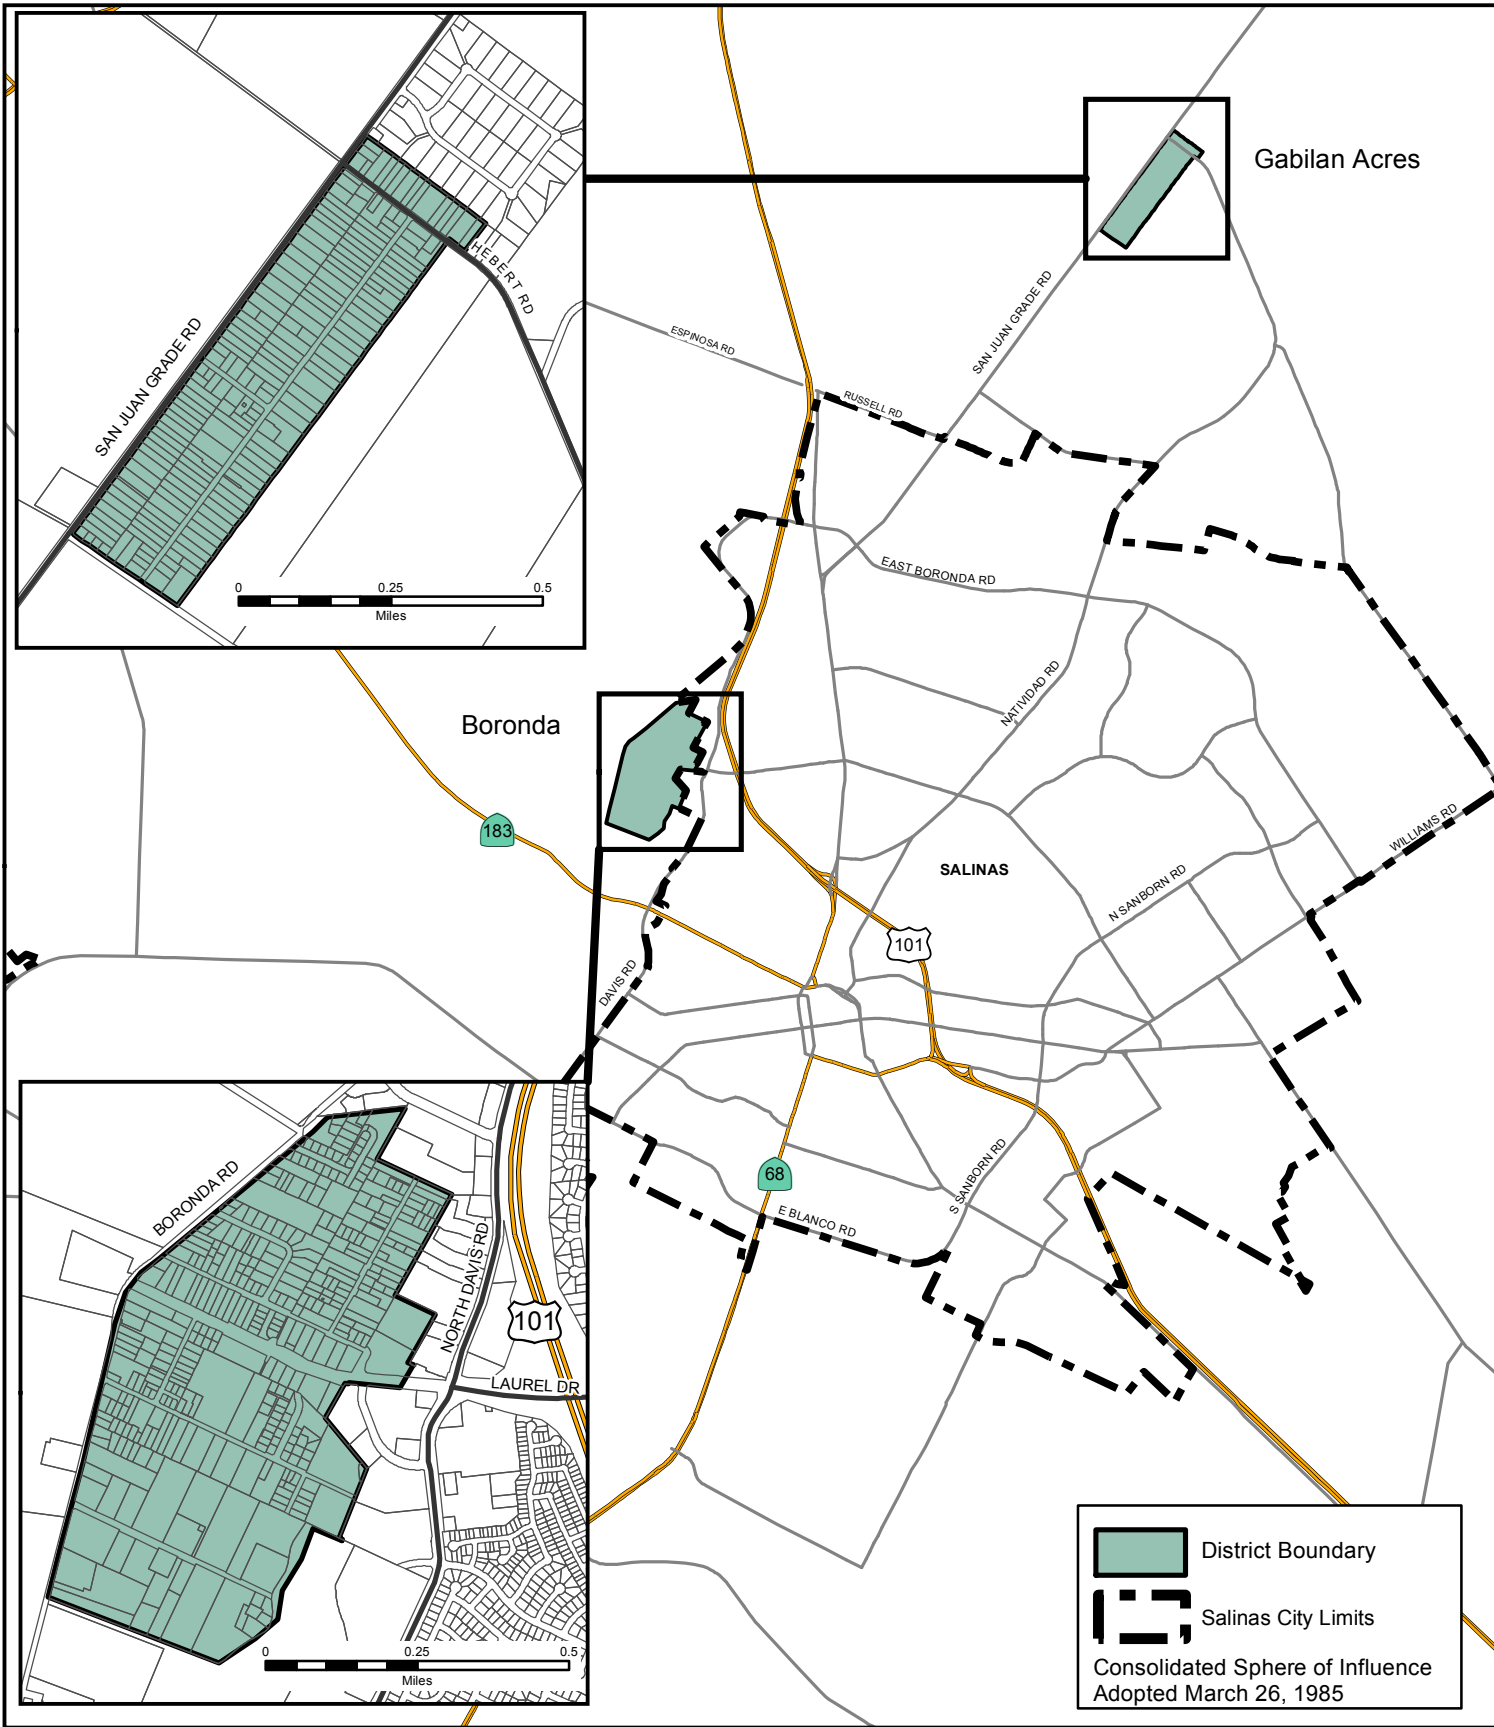 Gabilan Acres
HEBERT RD
SAN JUAN GRADE RD
0 0.25 0.5
Miles
SAN JUAN GRADE RD
ESPINOSA RD
RUSSELL RD
EAST BORONDA RD
NATIVIDAD RD
Boronda
183
SALINAS
WILLIAMS RD
N SANBORN RD
101
DAVIS RD
68
S SANBORN RD
E BLANCO RD
BORONDA RD
NORTH DAVIS RD
101
LAUREL DR
0 0.25 0.5
Miles
District Boundary
Salinas City Limits
Consolidated Sphere of Influence
Adopted March 26, 1985